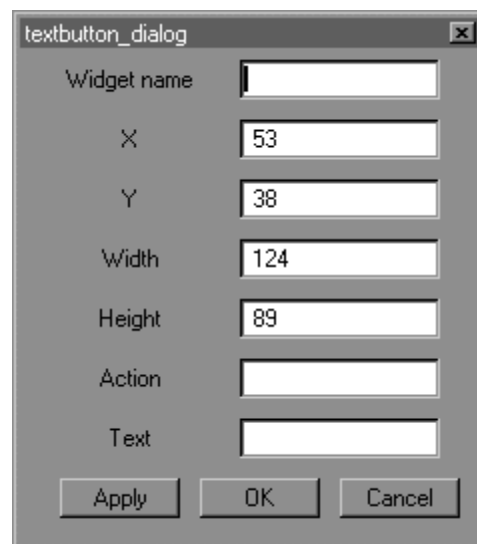 textbutton_dialog
Widget name
X 53
Y 38
Width 124
Height 89
Action
Text
Apply OK Cancel